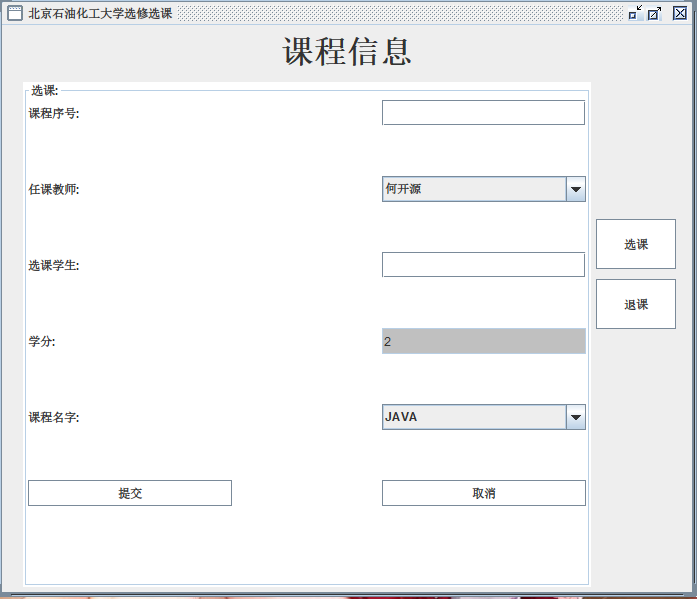 北京石油化工大学选修选课
课程信息
选课:
课程序号:
任课教师:
何开源
选课
选课学生:
退课
学分:
2
课程名字:
JAVA
提交
取消